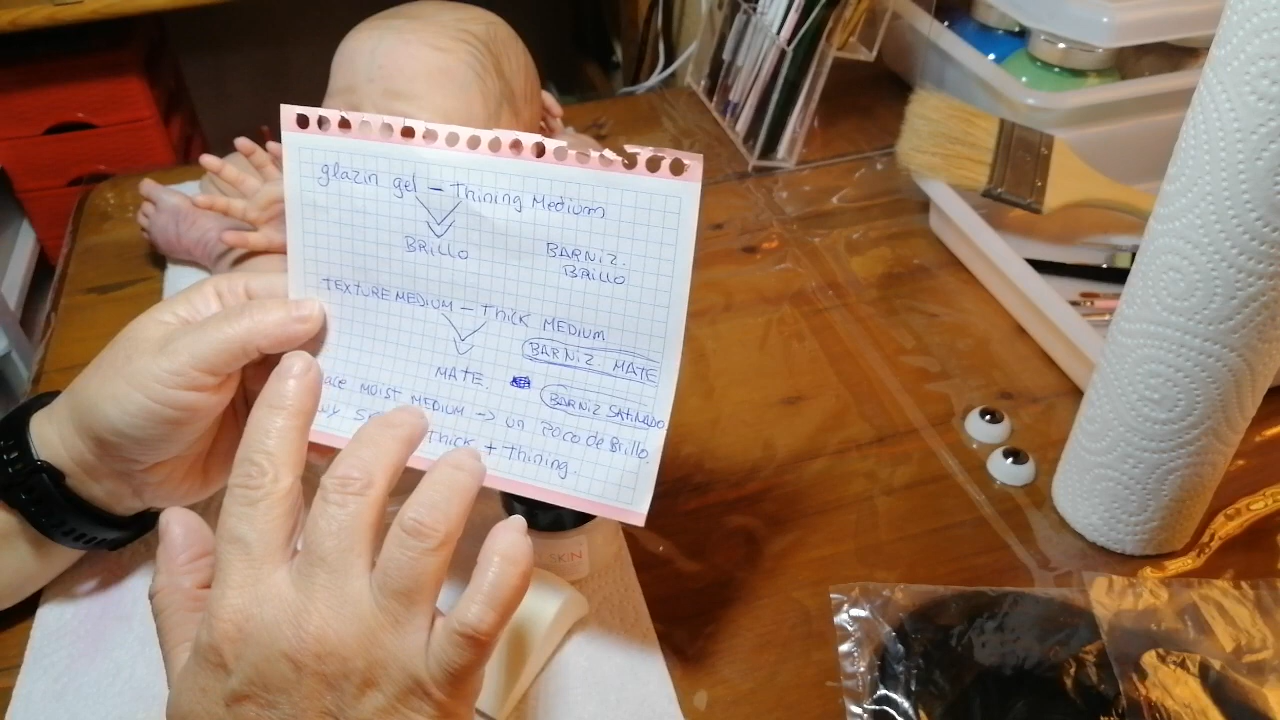 glazin gel – Thining Medium
BRILLO
BARNIZ.
BRILLO
TEXTURE MEDIUM – THICK MEDIUM
BARNIZ. MATE
MATE.
BARNIZ SATINADO
MOIST MEDIUM → un poco de Brillo.
Thick + Thining.
SKIN